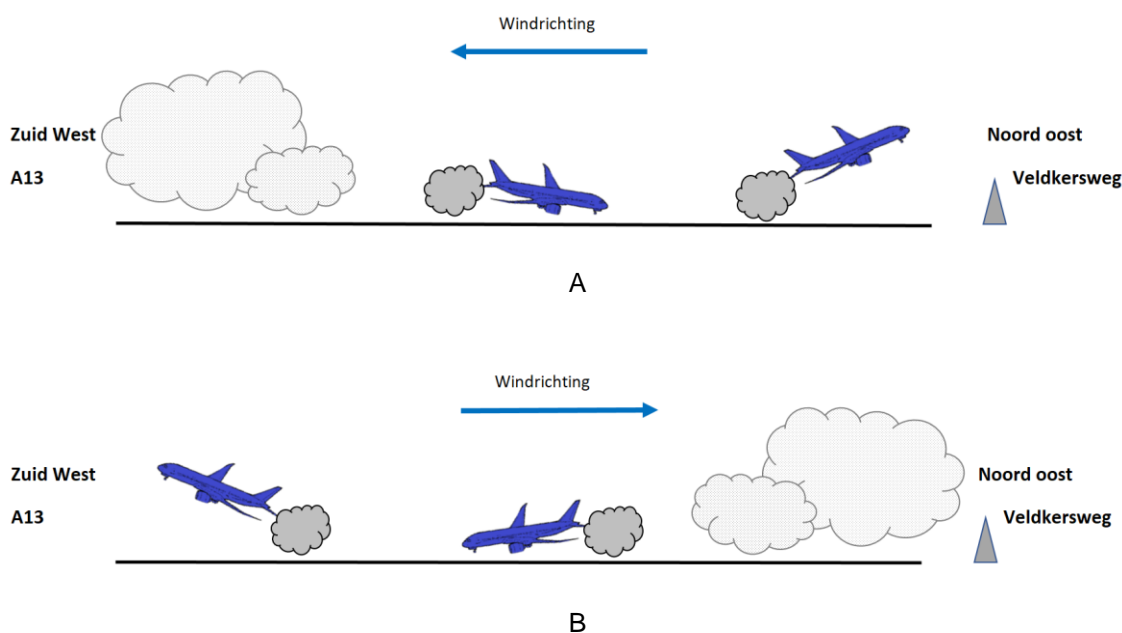 Windrichting
Zuid West
Noord oost
A13
Veldkersweg
A
Windrichting
Zuid West
Noord oost
A13
Veldkersweg
B